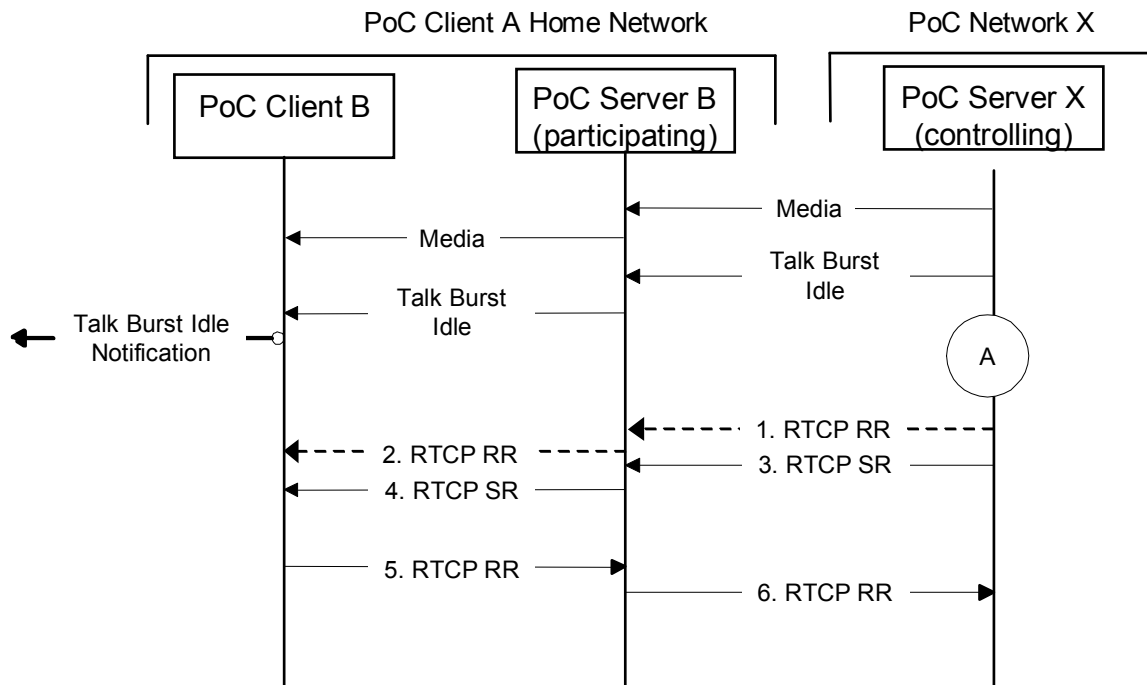 PoC Client A Home Network
PoC Network X
PoC Client B
PoC Server B
(participating)
PoC Server X
(controlling)
Media
Media
Talk Burst
Idle
Talk Burst
Idle
Talk Burst Idle
Notification
A
1. RTCP RR
2. RTCP RR
3. RTCP SR
4. RTCP SR
5. RTCP RR
6. RTCP RR